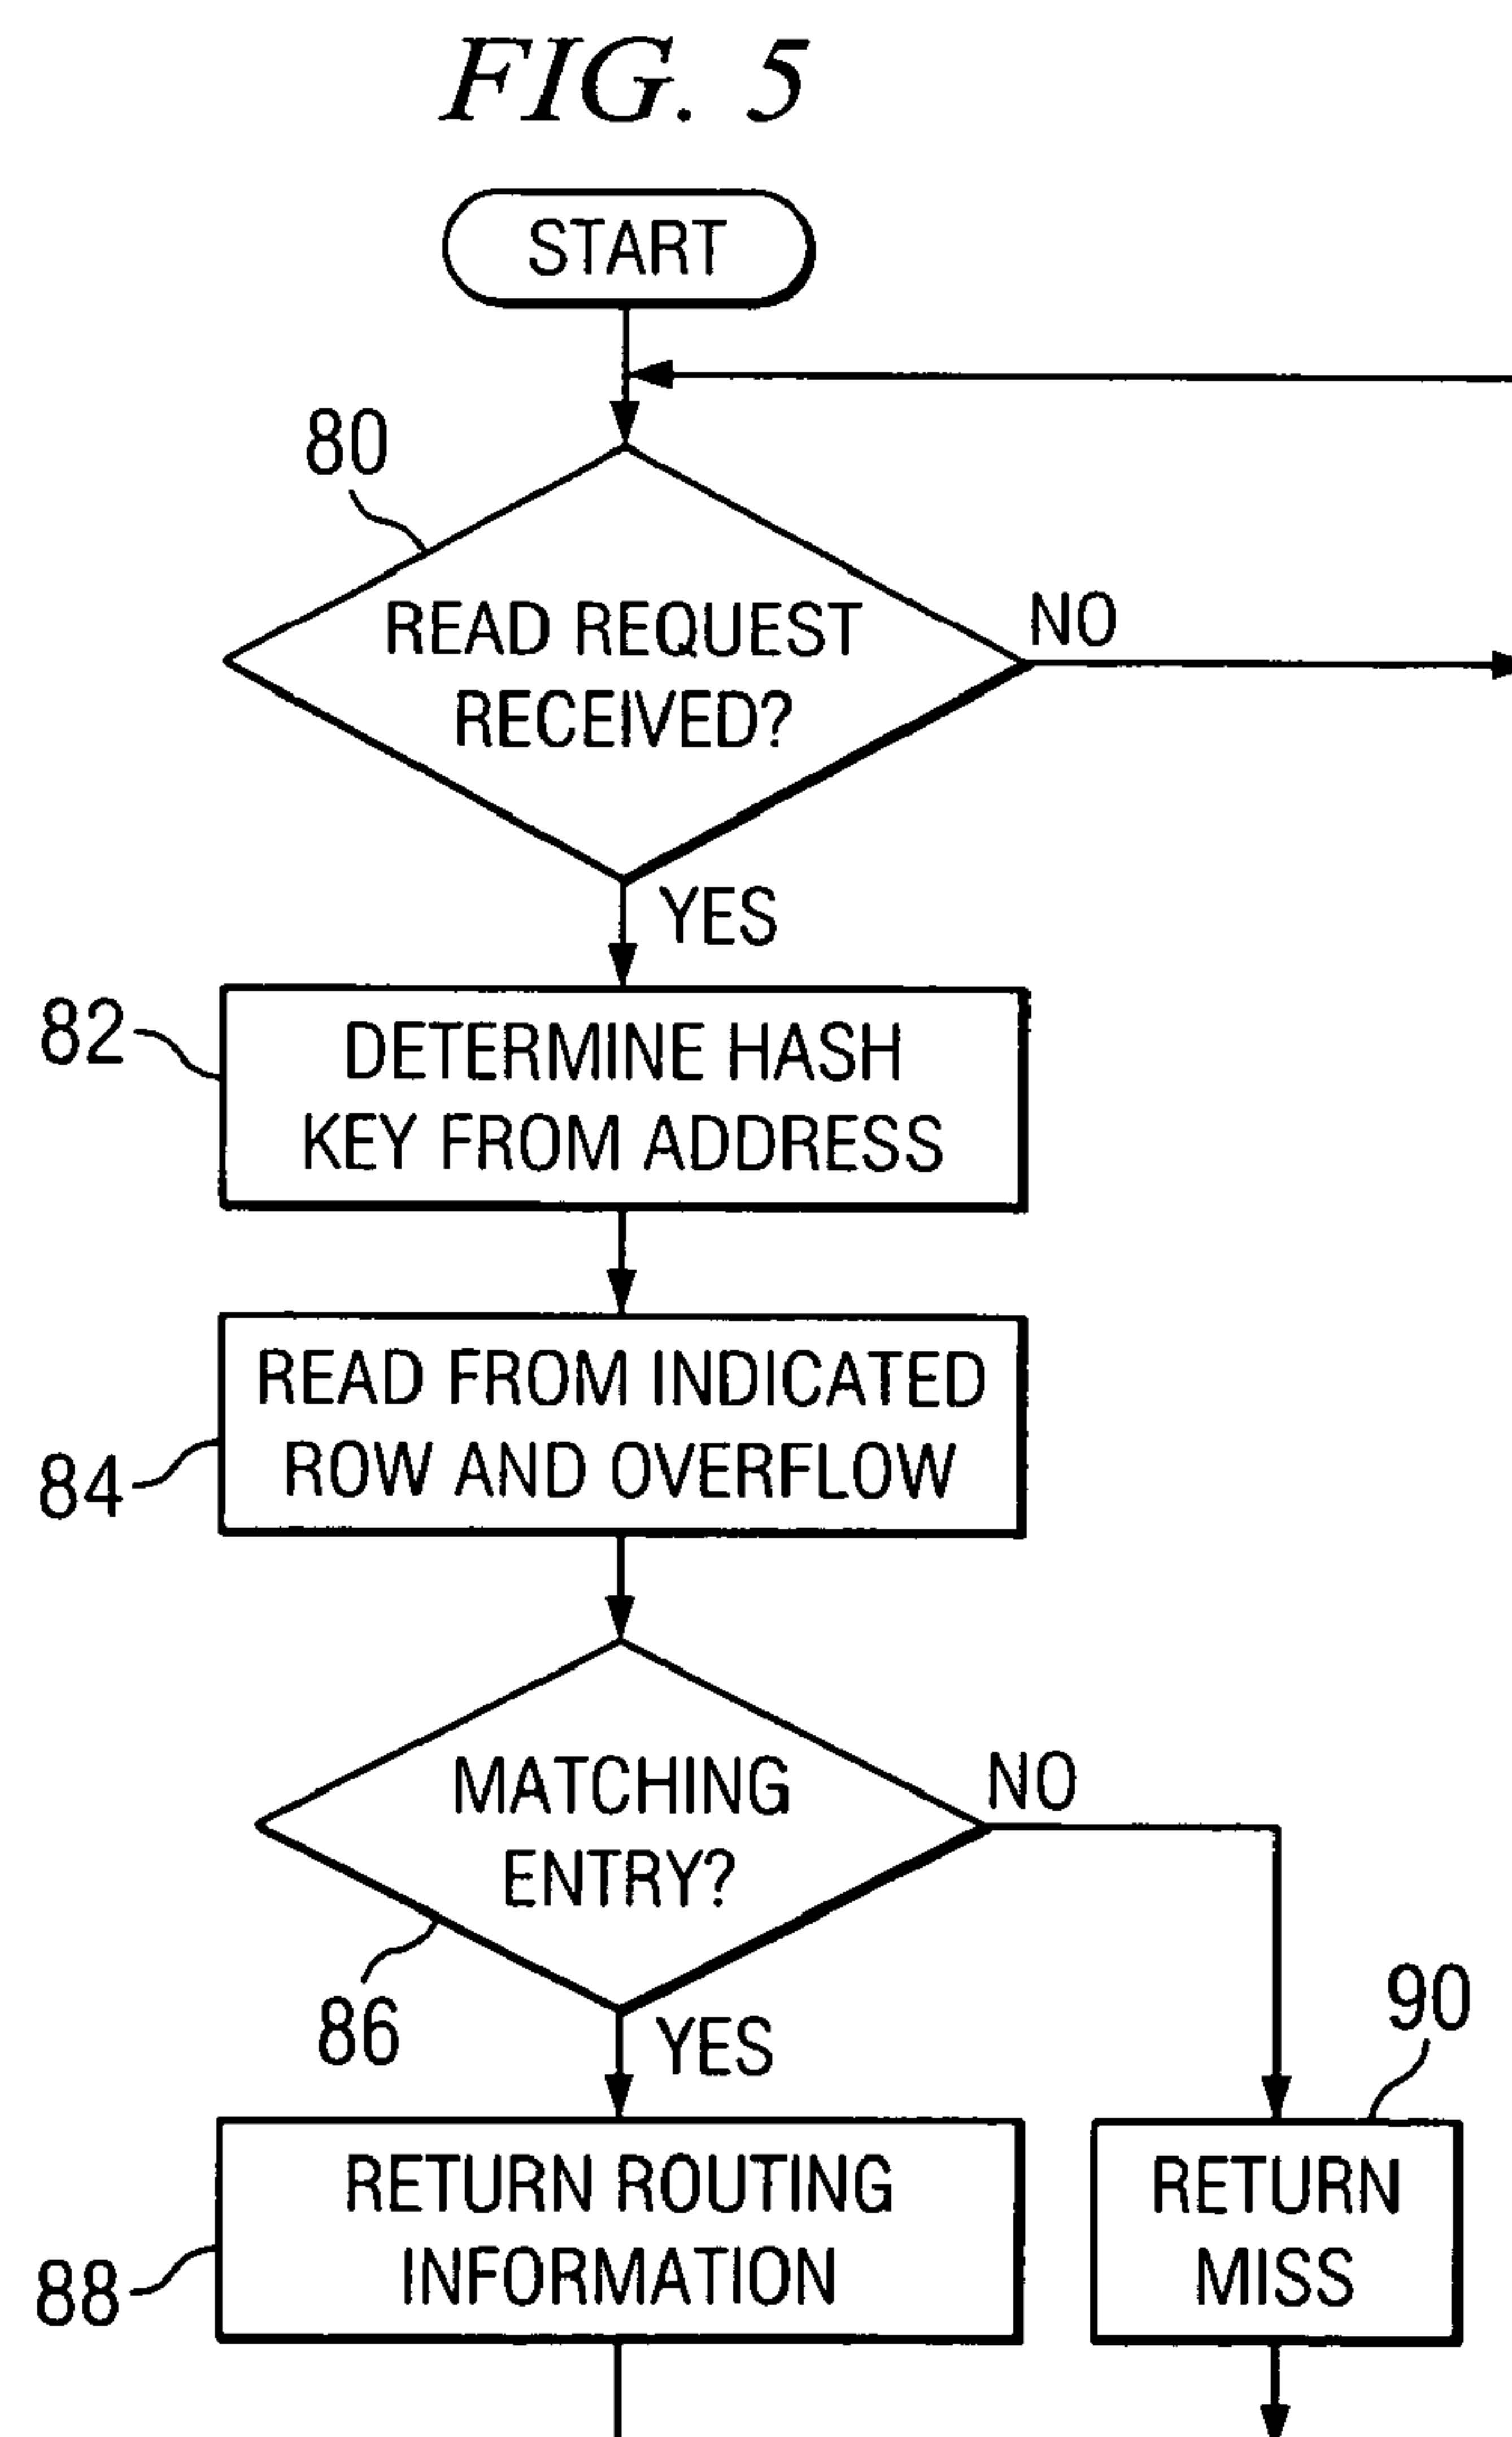 FIG. 5
START
80
READ REQUEST
RECEIVED?
NO
YES
82
DETERMINE HASH
KEY FROM ADDRESS
84
READ FROM INDICATED
ROW AND OVERFLOW
MATCHING
ENTRY?
NO
86
YES
90
88
RETURN ROUTING
INFORMATION
RETURN
MISS